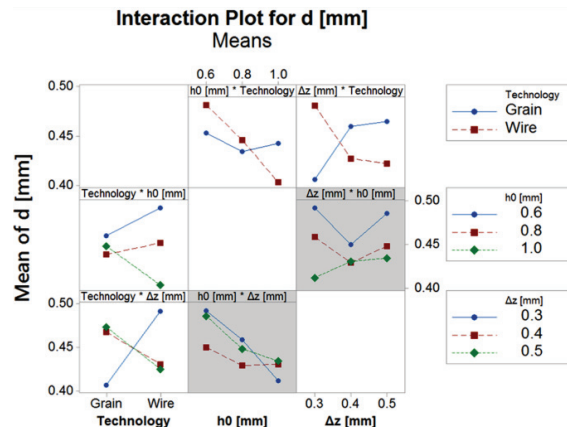 Interaction Plot for d [mm]
Means
0.6 0.8 1.0
h0 [mm] * Technology
Δz [mm] * Technology
Technology * h0 [mm]
Δz [mm] * h0 [mm]
Technology * Δz [mm]
h0 [mm] * Δz [mm]
Mean of d [mm]
0.50
0.45
0.40
0.50
0.45
0.40
0.50
0.45
0.40
Grain Wire
0.3 0.4 0.5
Technology
h0 [mm]
Δz [mm]
Technology
Grain
Wire
h0 [mm]
0.6
0.8
1.0
Δz [mm]
0.3
0.4
0.5